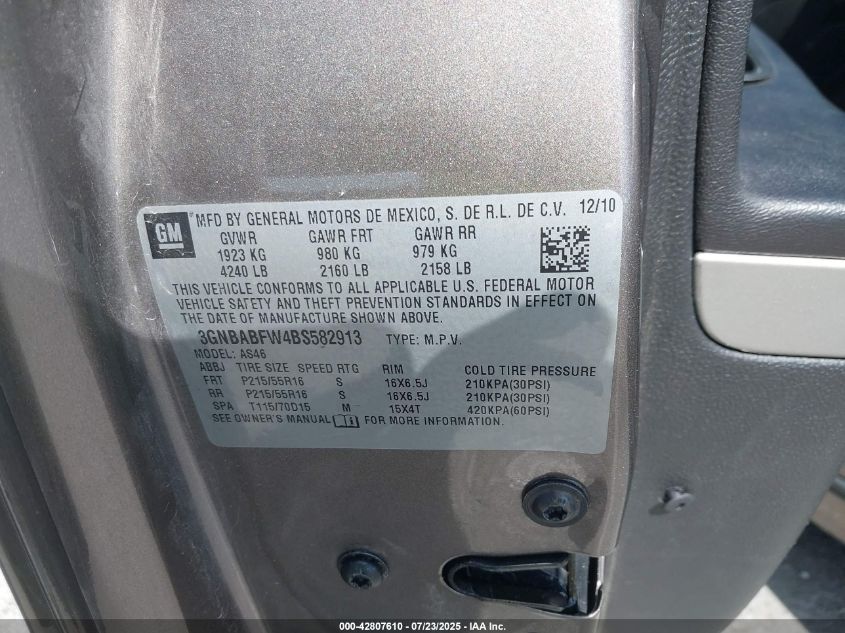 GM MFD BY GENERAL MOTORS DE MEXICO, S. DE R.L. DE C.V. 12/10
GVWR GAWR FRT GAWR RR
1923 KG 980 KG 979 KG
4240 LB 2160 LB 2158 LB
THIS VEHICLE CONFORMS TO ALL APPLICABLE U.S. FEDERAL MOTOR
VEHICLE SAFETY AND THEFT PREVENTION STANDARDS IN EFFECT ON
THE DATE OF MANUFACTURE SHOWN ABOVE.
3GNBABFW4BS582913 TYPE: M.P.V.
MODEL: AS46
ABBJ TIRE SIZE SPEED RTG RIM COLD TIRE PRESSURE
FRT P215/55R16 S 16X6.5J 210KPA(30PSI)
RR P215/55R16 S 16X6.5J 210KPA(30PSI)
SPA T115/70D15 M 15X4T 420KPA(60PSI)
SEE OWNER'S MANUAL FOR MORE INFORMATION.
000-42807610 - 07/23/2025 - IAA Inc.